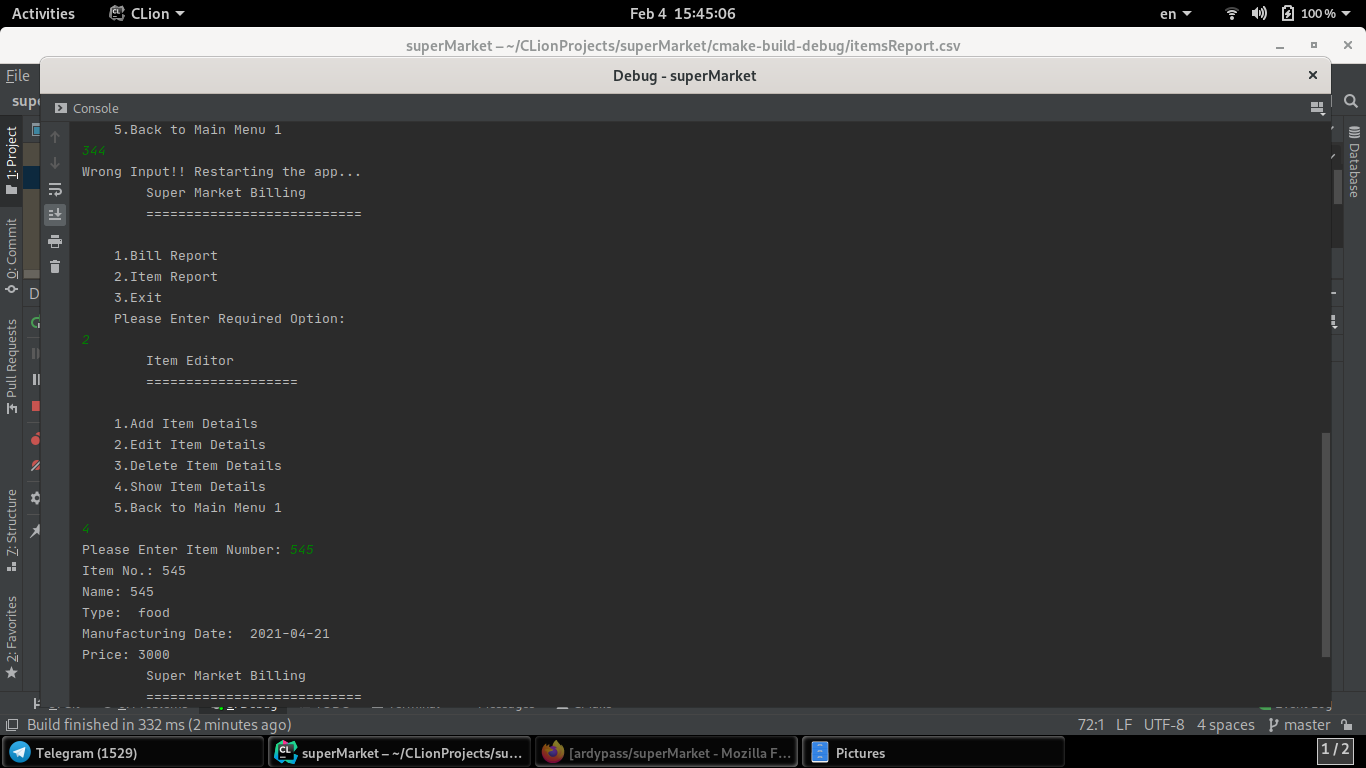 Activities CLion Feb 4 15:45:06 en 100 %
superMarket – ~/CLionProjects/superMarket/cmake-build-debug/itemsReport.csv
File
Debug - superMarket
Console
5.Back to Main Menu 1
344
Wrong Input!! Restarting the app...
Super Market Billing
===========================
1.Bill Report
2.Item Report
3.Exit
Please Enter Required Option:
2
Item Editor
===================
1.Add Item Details
2.Edit Item Details
3.Delete Item Details
4.Show Item Details
5.Back to Main Menu 1
4
Please Enter Item Number: 545
Item No.: 545
Name: 545
Type:  food
Manufacturing Date:  2021-04-21
Price: 3000
Super Market Billing
===========================
1: Project
0: Commit
Pull Requests
Z: Structure
2: Favorites
Database
Build finished in 332 ms (2 minutes ago) 72:1 LF UTF-8 4 spaces master
Telegram (1529) superMarket – ~/CLionProjects/su... [ardypass/superMarket - Mozilla F... Pictures 1 / 2